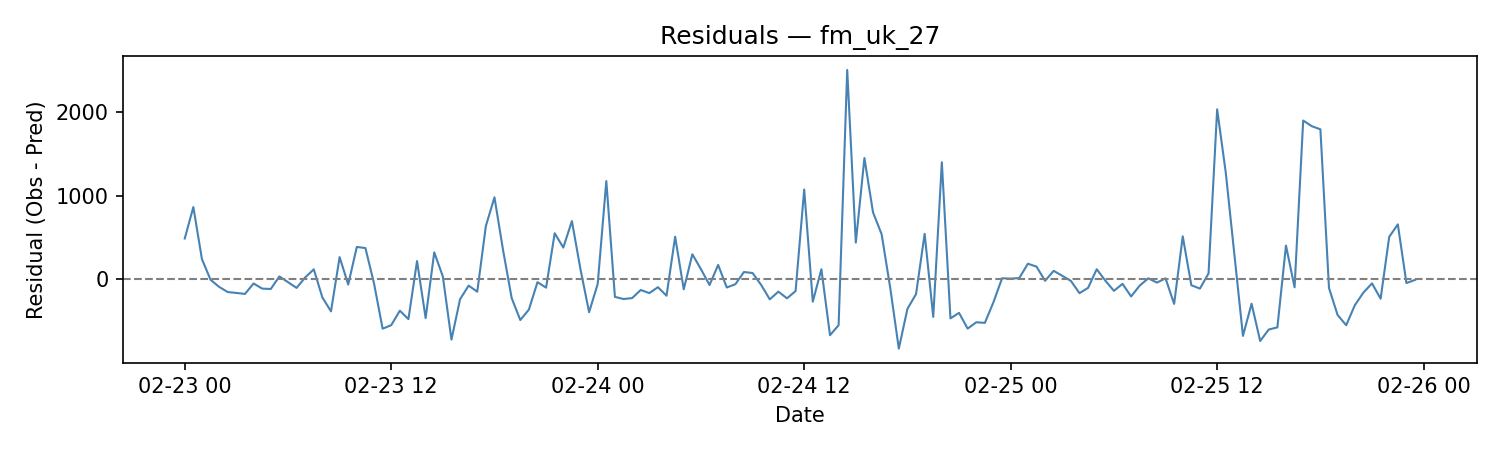 Residuals — fm_uk_27
Residual (Obs - Pred)
2000
1000
0
02-23 00 02-23 12 02-24 00 02-24 12 02-25 00 02-25 12 02-26 00
Date